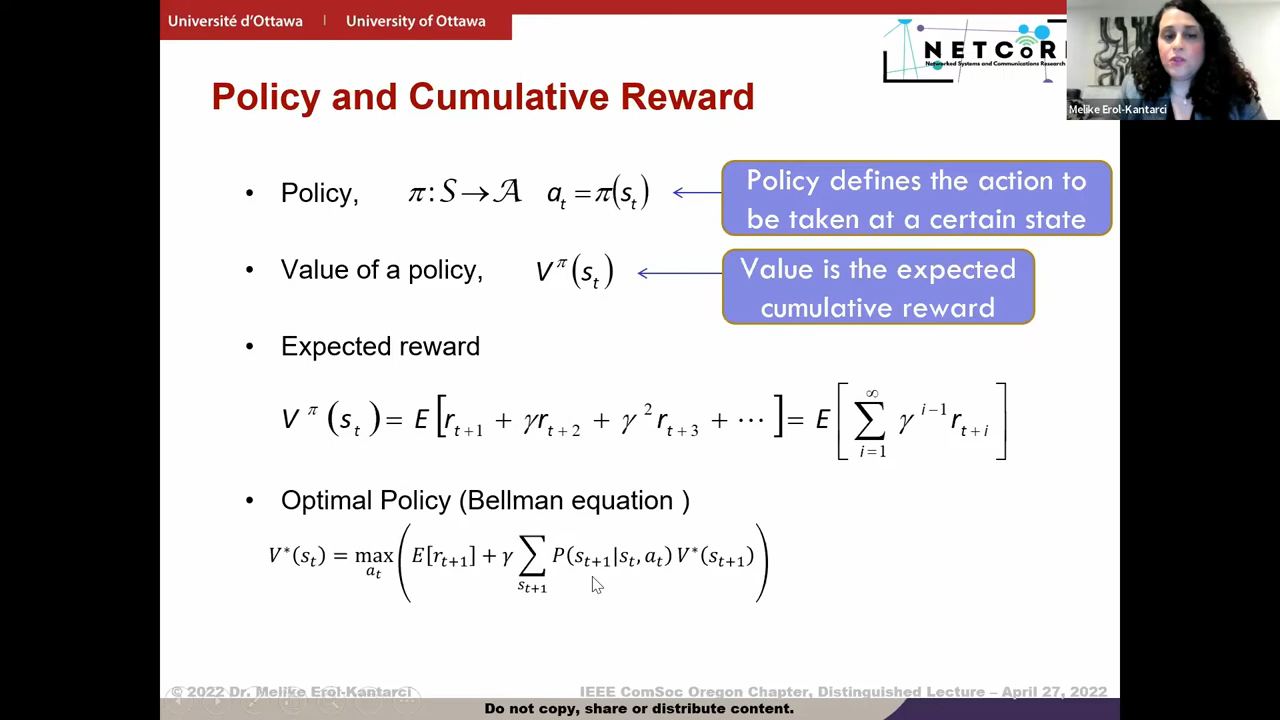 Université d'Ottawa | University of Ottawa
NETCOR
Networked Systems and Communications Research
Melike Erol-Kantarci
Policy and Cumulative Reward
• Policy, π : S → A a_t = π(s_t)
Policy defines the action to
be taken at a certain state
• Value of a policy, V^π(s_t)
Value is the expected
cumulative reward
• Expected reward
V^π(s_t) = E[r_{t+1} + γr_{t+2} + γ^2 r_{t+3} + ⋯] = E[∑_{i=1}^{∞} γ^{i−1} r_{t+i}]
• Optimal Policy (Bellman equation )
V*(s_t) = max_{a_t} (E[r_{t+1}] + γ ∑_{s_{t+1}} P(s_{t+1}|s_t, a_t) V*(s_{t+1}))
© 2022 Dr. Melike Erol-Kantarci
IEEE ComSoc Oregon Chapter, Distinguished Lecture – April 27, 2022
Do not copy, share or distribute content.